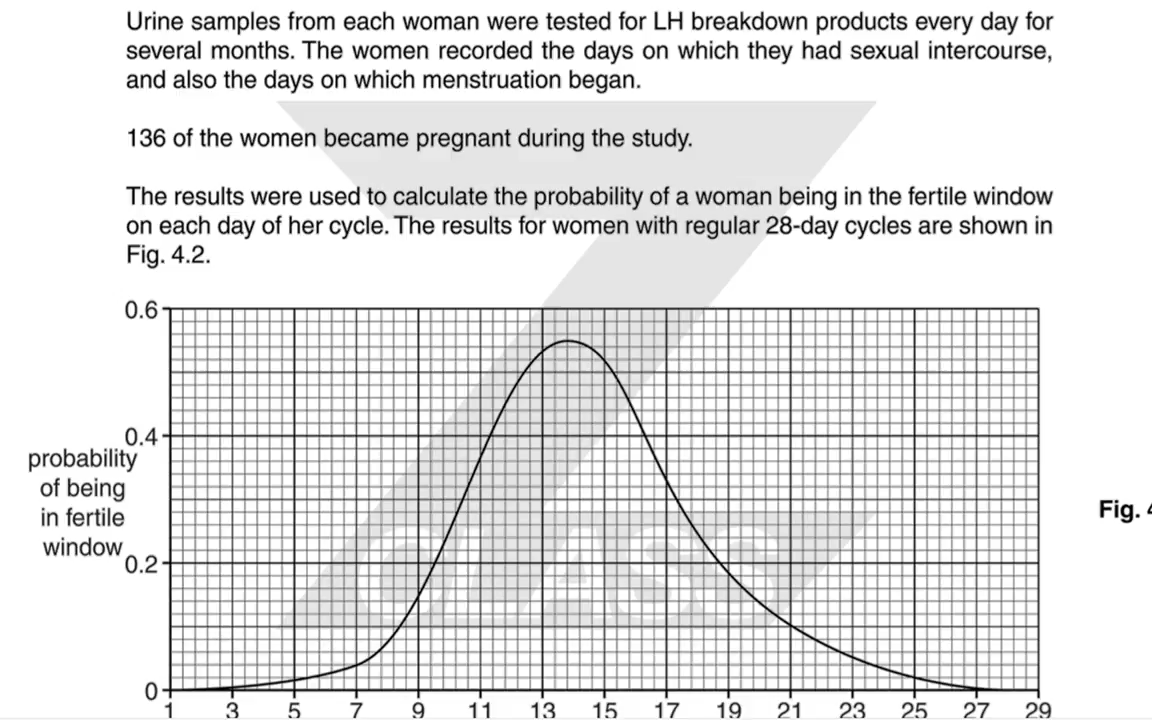 Urine samples from each woman were tested for LH breakdown products every day for
several months. The women recorded the days on which they had sexual intercourse,
and also the days on which menstruation began.
136 of the women became pregnant during the study.
The results were used to calculate the probability of a woman being in the fertile window
on each day of her cycle. The results for women with regular 28-day cycles are shown in
Fig. 4.2.
0.6
0.4
probability
of being
in fertile
window
0.2
0
Fig. 4
1 3 5 7 9 11 13 15 17 19 21 23 25 27 29
CLASS